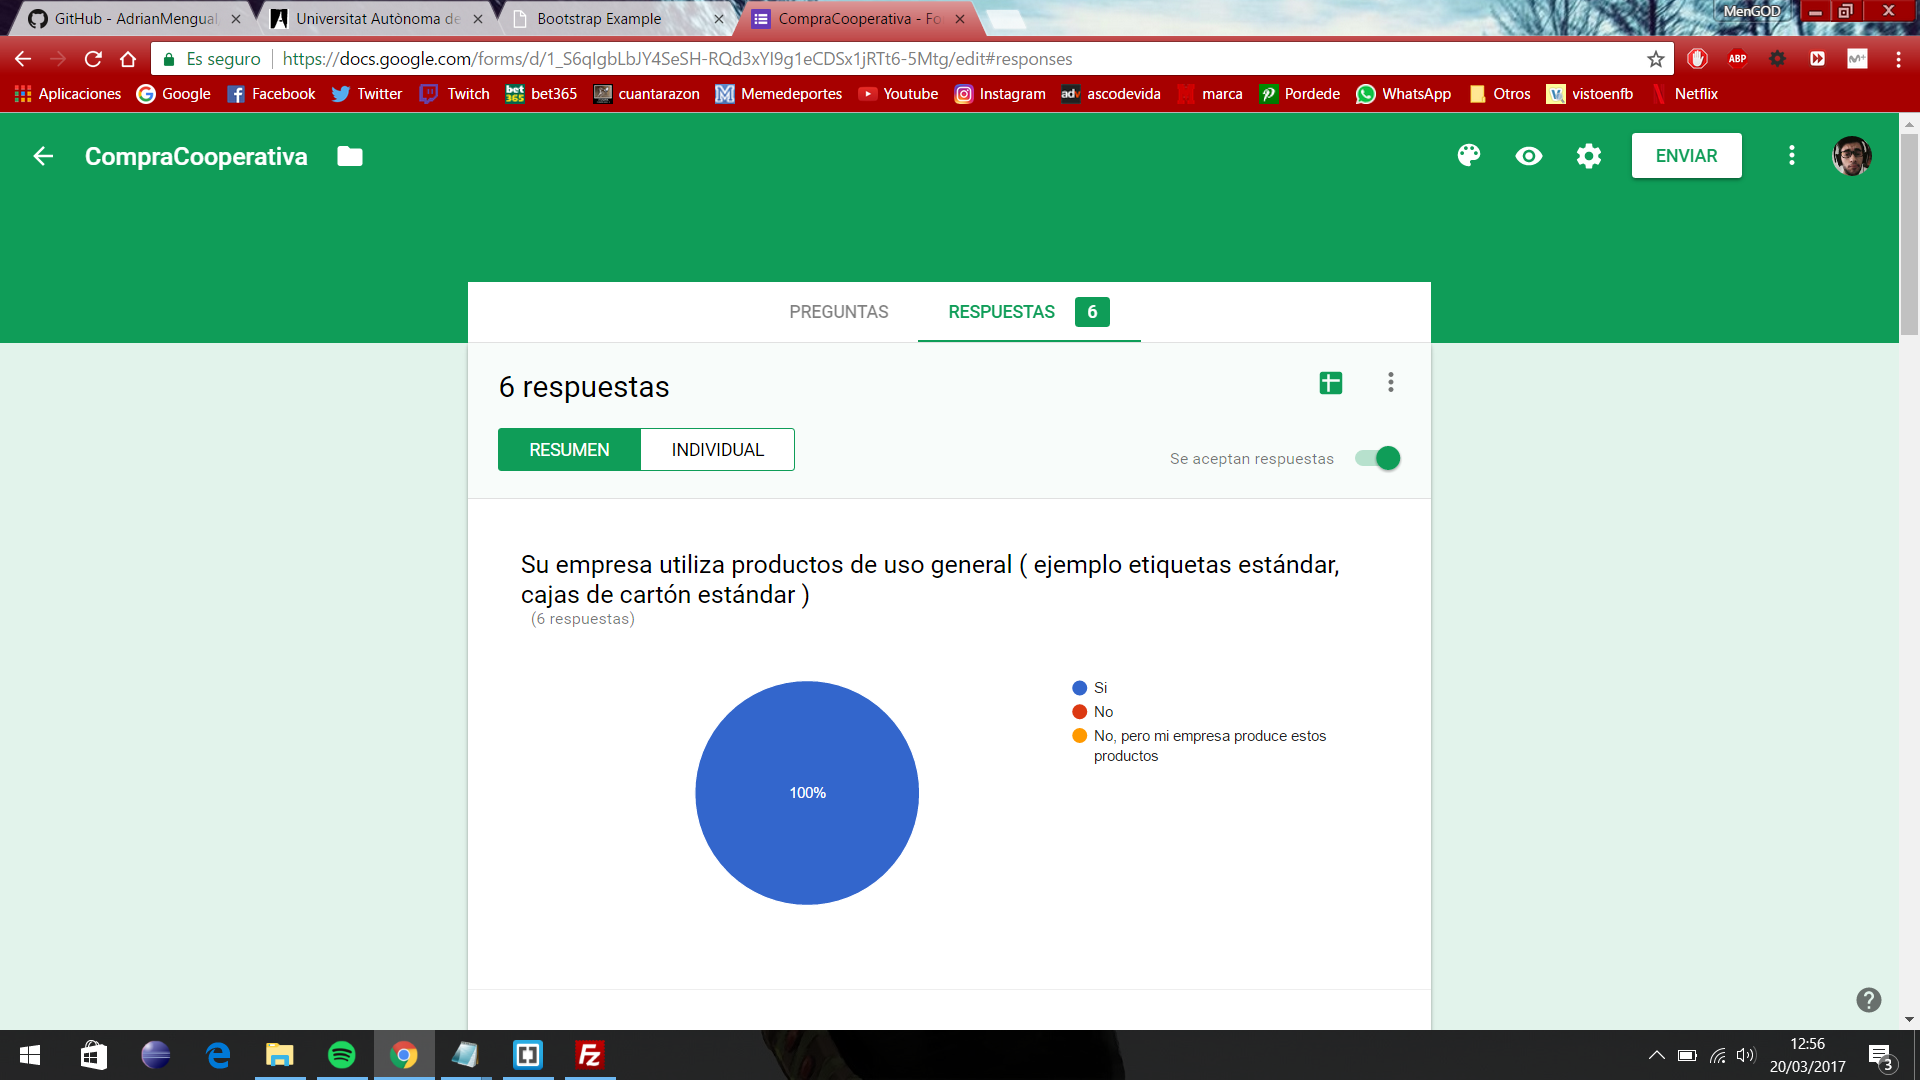 GitHub - AdrianMengual
Universitat Autònoma de
Bootstrap Example
CompraCooperativa - Fo
MenGOD
Es seguro
https://docs.google.com/forms/d/1_S6qIgbLbJY4SeSH-RQd3xYI9g1eCDSx1jRTt6-5Mtg/edit#responses
ABP
Aplicaciones
Google
Facebook
Twitter
Twitch
bet365
bet365
cuantarazon
Memedeportes
Youtube
Instagram
adv
ascodevida
marca
Pordede
WhatsApp
Otros
vistoenfb
Netflix
CompraCooperativa
ENVIAR
PREGUNTAS
RESPUESTAS
6
6 respuestas
RESUMEN
INDIVIDUAL
Se aceptan respuestas
Su empresa utiliza productos de uso general ( ejemplo etiquetas estándar,
cajas de cartón estándar )
(6 respuestas)
100%
Si
No
No, pero mi empresa produce estos
productos
12:56
20/03/2017
3